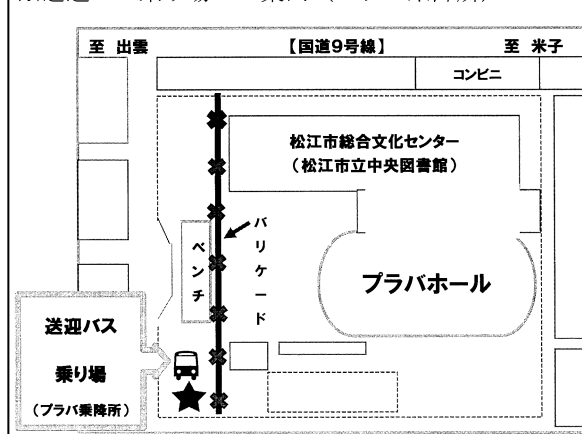 至 出雲
【国道9号線】
至 米子
コンビニ
松江市総合文化センター
（松江市立中央図書館）
バリケード
ベンチ
プラバホール
送迎バス
乗り場
（プラバ乗降所）